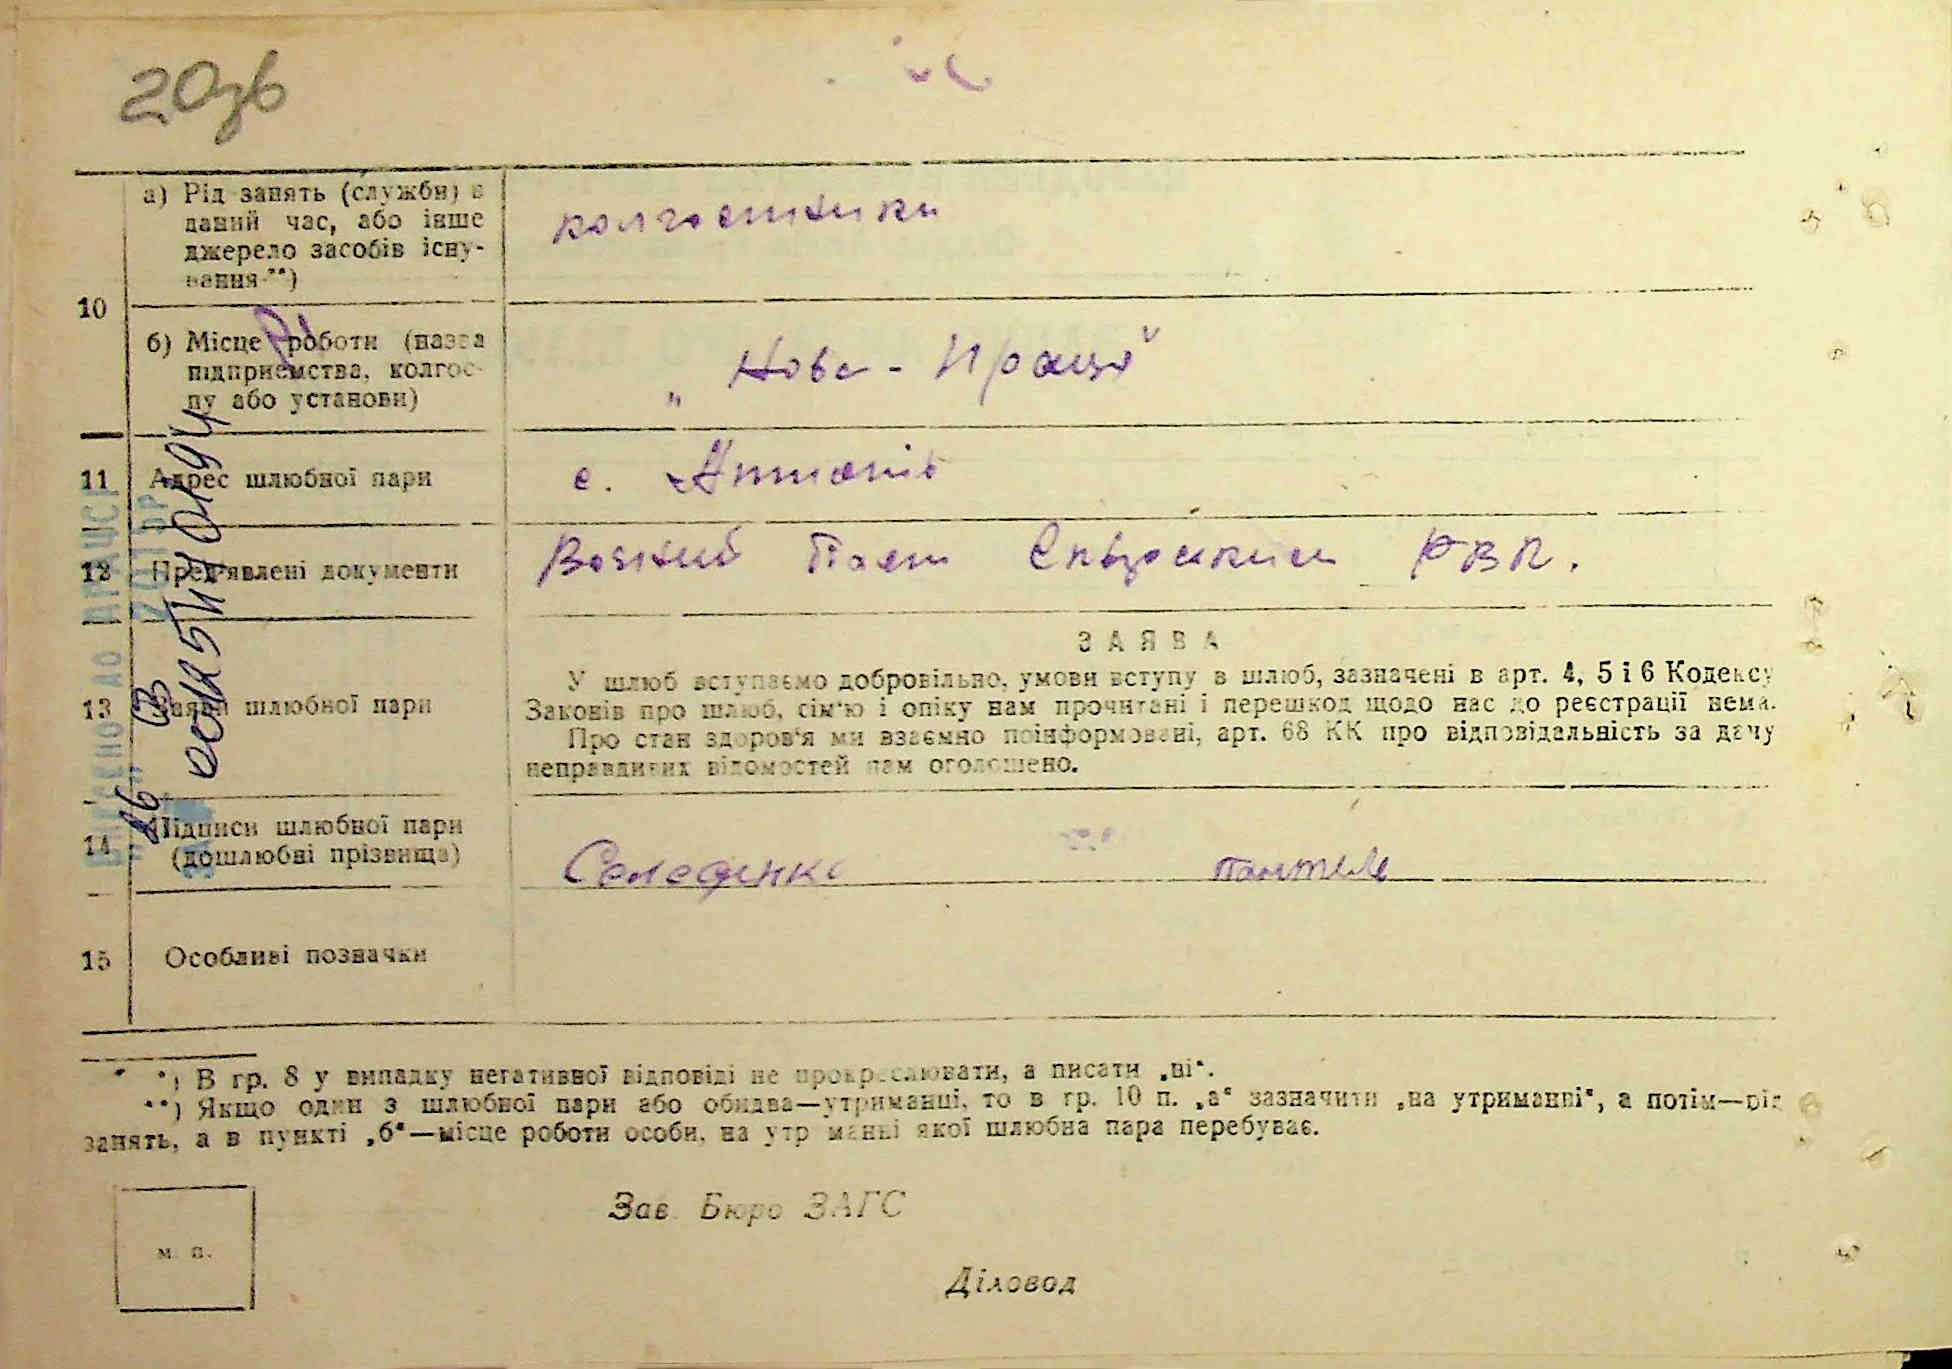 20зв
а) Рід занять (служби) в
даний час, або інше
джерело засобів існу-
вання **)
колгоспники
10
б) Місце роботи (назва
підприємства, колгос-
пу або установи)
„Нова - Праця"
11 Адрес шлюбної пари
с. Антонів
12 Пред'явлені документи
Воєнний РВК.
13 Заява шлюбної пари
ЗАЯВА
У шлюб вступаємо добровільно, умови вступу в шлюб, зазначені в арт. 4, 5 і 6 Кодексу
Законів про шлюб, сім'ю і опіку нам прочитані і перешкод щодо нас до реєстрації нема.
Про стан здоров'я ми взаємно поінформовані, арт. 68 КК про відповідальність за дачу
неправдивих відомостей нам оголошено.
14 Підписи шлюбної пари
(дошлюбні прізвища)
15 Особливі позначки
*) В гр. 8 у випадку негативної відповіді не прокреслювати, а писати „ні".
**) Якщо один з шлюбної пари або обидва—утриманці, то в гр. 10 п. „а" зазначити „на утриманні", а потім—рід
занять, а в пункті „б"—місце роботи особи, на утр манні якої шлюбна пара перебуває.
м. п.
Зав. Бюро ЗАГС
Діловод